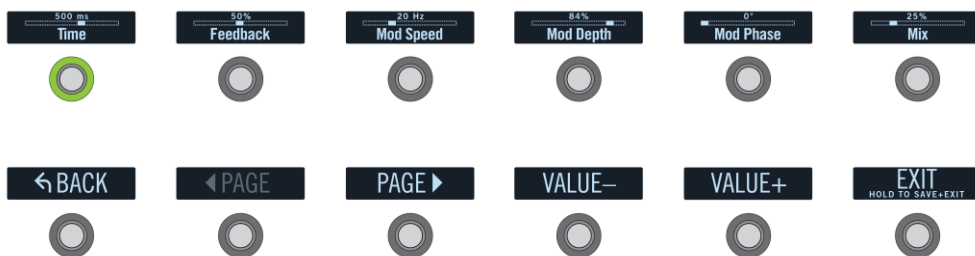 500 ms
Time
50%
Feedback
20 Hz
Mod Speed
84%
Mod Depth
0°
Mod Phase
25%
Mix
BACK
PAGE
PAGE
VALUE–
VALUE+
EXIT
HOLD TO SAVE+EXIT